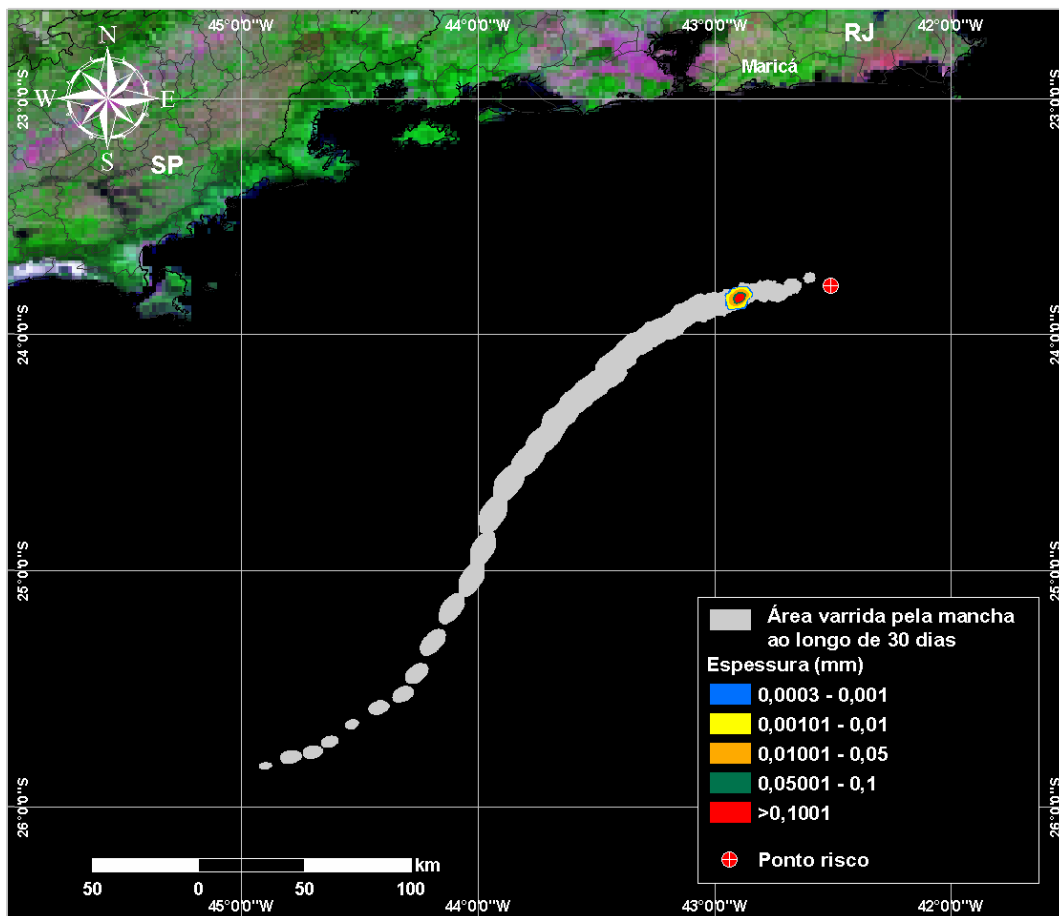 45°0'0"W 44°0'0"W 43°0'0"W 42°0'0"W
RJ
N
Maricá
W E
S
SP
23°0'0"S 23°0'0"S
24°0'0"S 24°0'0"S
25°0'0"S 25°0'0"S
Área varrida pela mancha
ao longo de 30 dias
Espessura (mm)
0,0003 - 0,001
0,00101 - 0,01
0,01001 - 0,05
0,05001 - 0,1
>0,1001
Ponto risco
26°0'0"S 26°0'0"S
km
50 0 50 100
45°0'0"W 44°0'0"W 43°0'0"W 42°0'0"W